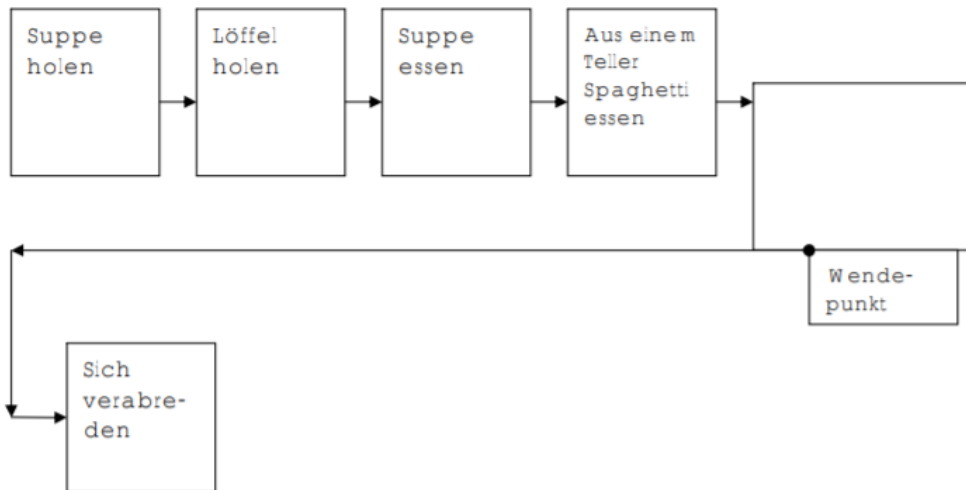 Suppe
holen
Löffel
holen
Suppe
essen
Aus einem
Teller
Spaghetti
essen
Wende-
punkt
Sich
verabre-
den